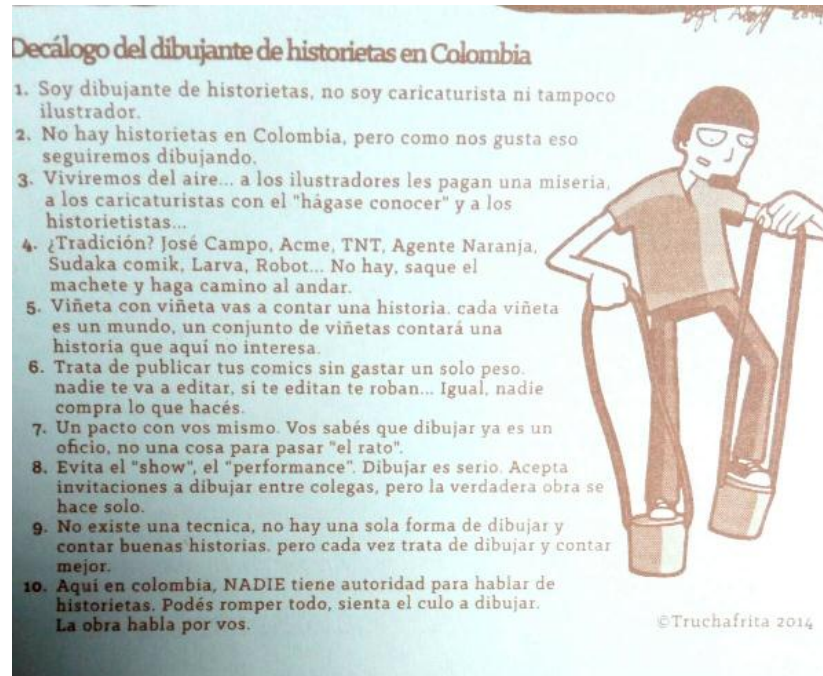 Decálogo del dibujante de historietas en Colombia
1. Soy dibujante de historietas, no soy caricaturista ni tampoco
ilustrador.
2. No hay historietas en Colombia, pero como nos gusta eso
seguiremos dibujando.
3. Viviremos del aire... a los ilustradores les pagan una miseria,
a los caricaturistas con el "hágase conocer" y a los
historietistas...
4. ¿Tradición? José Campo, Acme, TNT, Agente Naranja,
Sudaka comik, Larva, Robot... No hay, saque el
machete y haga camino al andar.
5. Viñeta con viñeta vas a contar una historia. cada viñeta
es un mundo, un conjunto de viñetas contará una
historia que aquí no interesa.
6. Trata de publicar tus comics sin gastar un solo peso.
nadie te va a editar, si te editan te roban... Igual, nadie
compra lo que hacés.
7. Un pacto con vos mismo. Vos sabés que dibujar ya es un
oficio, no una cosa para pasar "el rato".
8. Evita el "show", el "performance". Dibujar es serio. Acepta
invitaciones a dibujar entre colegas, pero la verdadera obra se
hace solo.
9. No existe una tecnica, no hay una sola forma de dibujar y
contar buenas historias. pero cada vez trata de dibujar y contar
mejor.
10. Aquí en colombia, NADIE tiene autoridad para hablar de
historietas. Podés romper todo, sienta el culo a dibujar.
La obra habla por vos.
©Truchafrita 2014